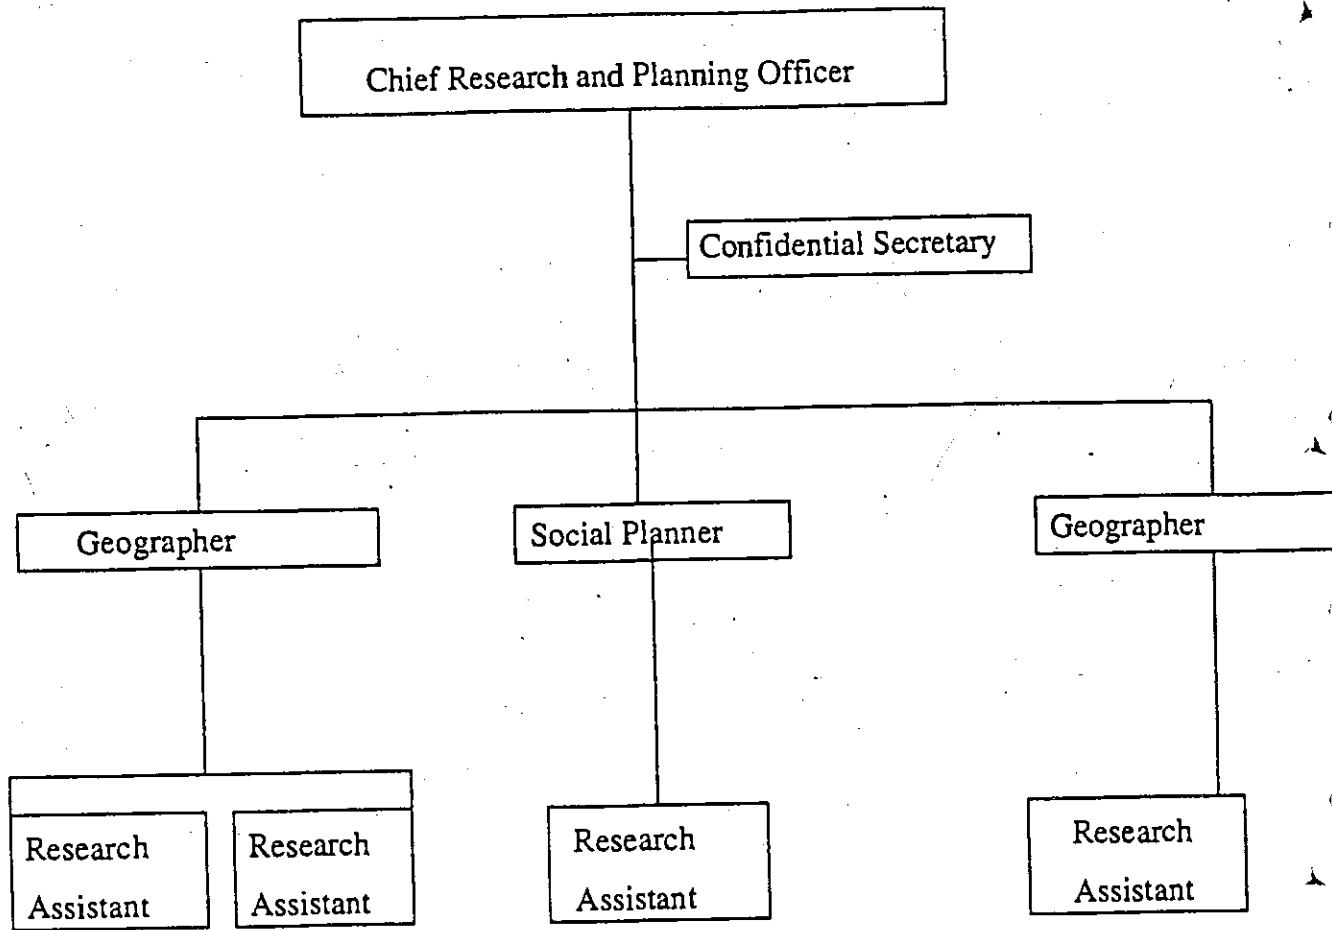 Chief Research and Planning Officer
Confidential Secretary
Geographer
Social Planner
Geographer
Research
Assistant
Research
Assistant
Research
Assistant
Research
Assistant